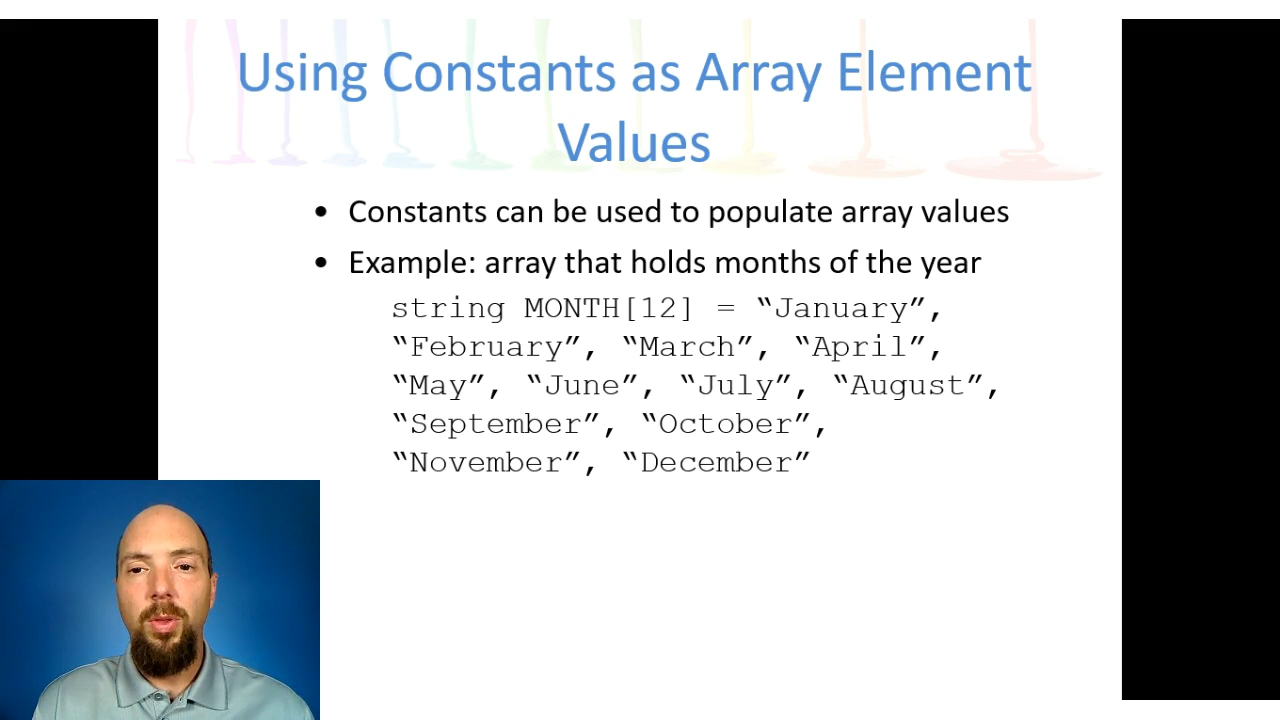 Using Constants as Array Element
Values
• Constants can be used to populate array values
• Example: array that holds months of the year
string MONTH[12] = “January”,
“February”, “March”, “April”,
“May”, “June”, “July”, “August”,
“September”, “October”,
“November”, “December”